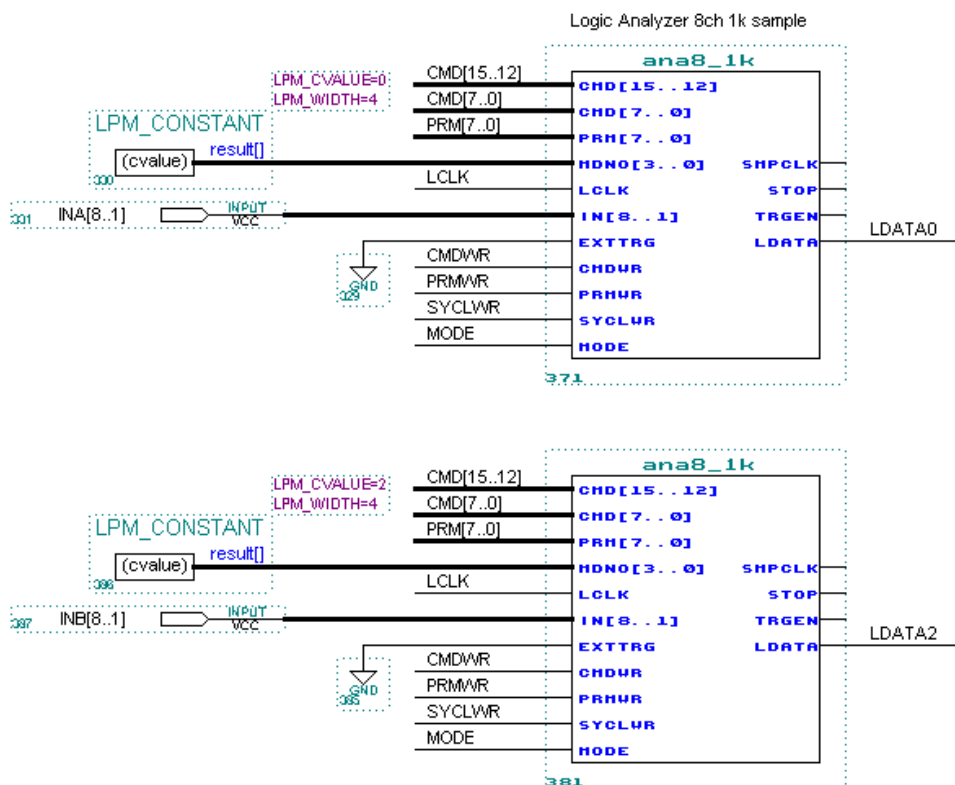 Logic Analyzer 8ch 1k sample
ana8_1k
LPM_CVALUE=0
LPM_WIDTH=4
CMD[15..12]
CMD[7..0]
PRM[7..0]
LPM_CONSTANT
(cvalue)
result[]
330
LCLK
331
INA[8..1]
INPUT
VCC
GND
329
CMDWR
PRMWR
SYCLWR
MODE
CMD[15..12]
CMD[7..0]
PRM[7..0]
MDNO[3..0] SMPCLK
LCLK STOP
IN[8..1] TRGEN
EXTTRG LDATA
CMDWR
PRMWR
SYCLWR
MODE
LDATA0
371
ana8_1k
LPM_CVALUE=2
LPM_WIDTH=4
CMD[15..12]
CMD[7..0]
PRM[7..0]
LPM_CONSTANT
(cvalue)
result[]
LCLK
INB[8..1]
INPUT
VCC
GND
CMDWR
PRMWR
SYCLWR
MODE
CMD[15..12]
CMD[7..0]
PRM[7..0]
MDNO[3..0] SMPCLK
LCLK STOP
IN[8..1] TRGEN
EXTTRG LDATA
CMDWR
PRMWR
SYCLWR
MODE
LDATA2
381